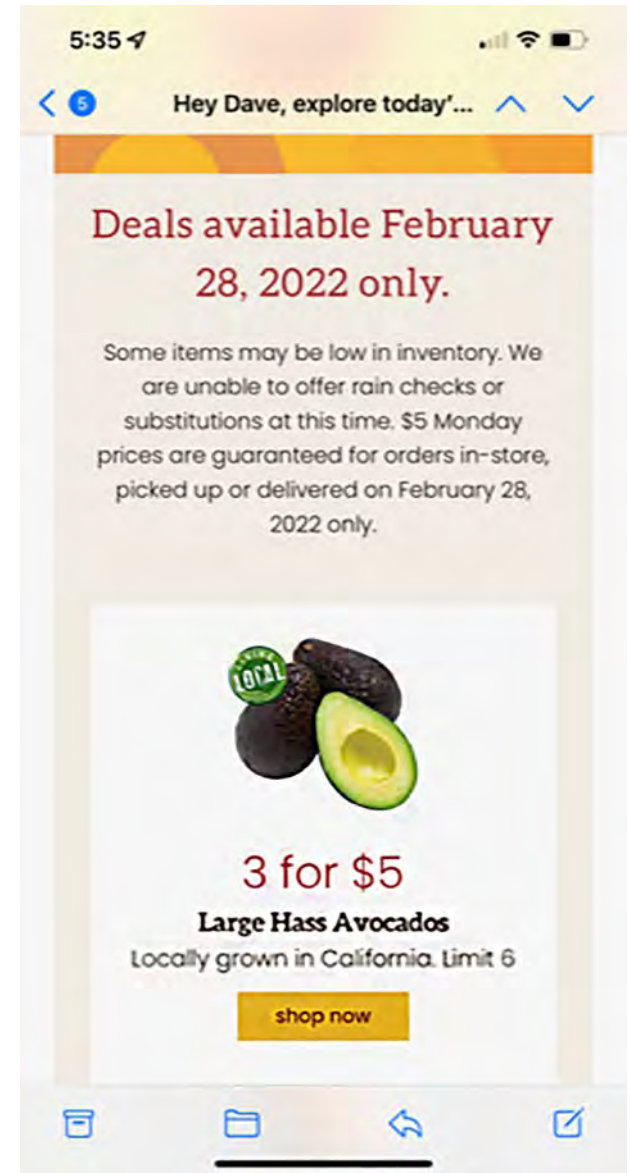 5:35
5
Hey Dave, explore today'...
Deals available February
28, 2022 only.
Some items may be low in inventory. We
are unable to offer rain checks or
substitutions at this time. $5 Monday
prices are guaranteed for orders in-store,
picked up or delivered on February 28,
2022 only.
LOCAL
3 for $5
Large Hass Avocados
Locally grown in California. Limit 6
shop now